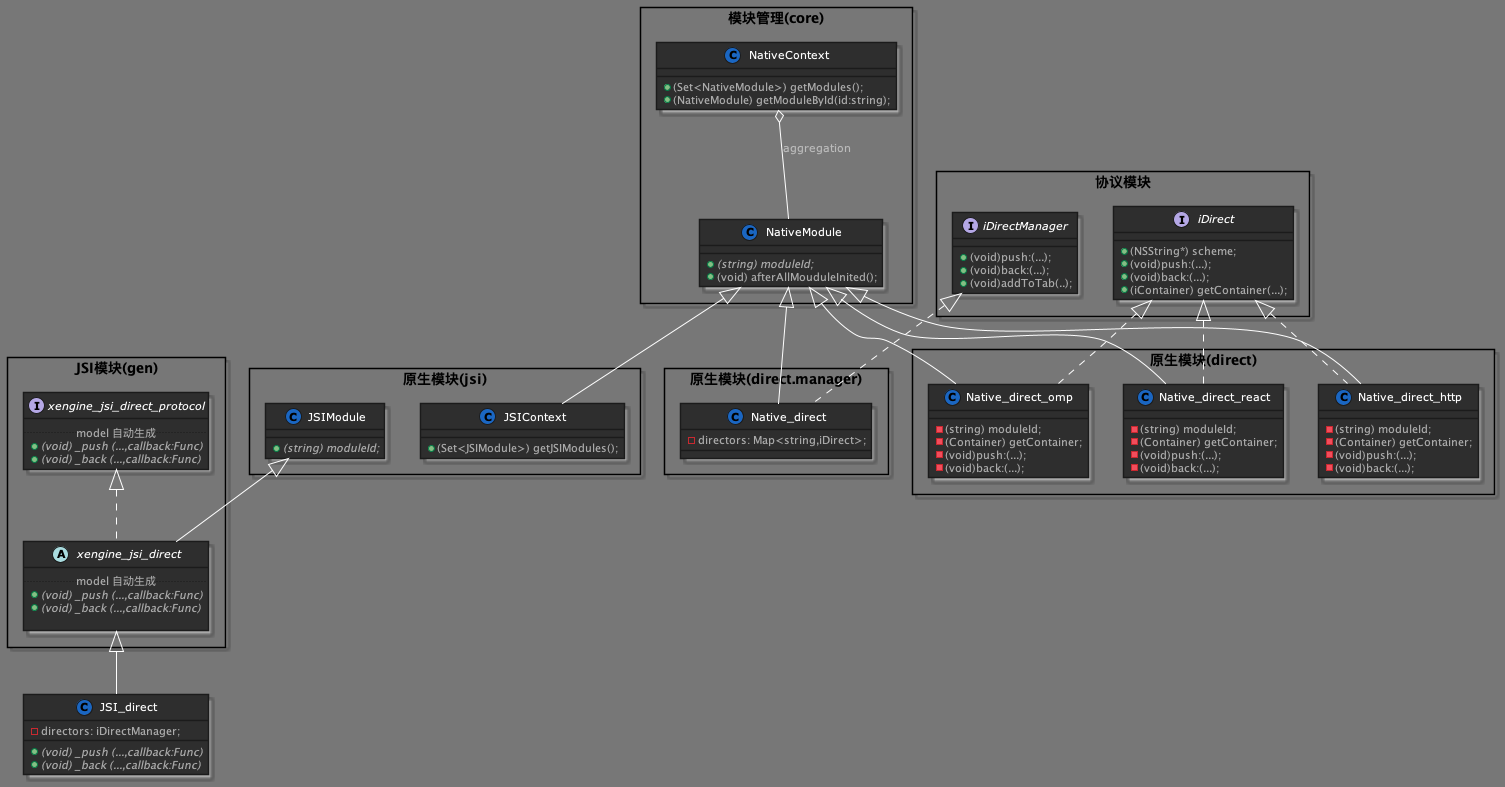 模块管理(core)
C NativeContext
(Set<NativeModule>) getModules();
(NativeModule) getModuleById(id:string);
aggregation
C NativeModule
(string) moduleId;
(void) afterAllMouduleInited();
协议模块
I iDirectManager
(void)push:(...);
(void)back:(...);
(void)addToTab(..);
I iDirect
(NSString*) scheme;
(void)push:(...);
(void)back:(...);
(iContainer) getContainer(...);
JSI模块(gen)
I xengine_jsi_direct_protocol
model 自动生成
(void) _push (...,callback:Func)
(void) _back (...,callback:Func)
A xengine_jsi_direct
model 自动生成
(void) _push (...,callback:Func)
(void) _back (...,callback:Func)
原生模块(jsi)
C JSIModule
(string) moduleId;
C JSIContext
(Set<JSIModule>) getJSIModules();
原生模块(direct.manager)
C Native_direct
directors: Map<string,iDirect>;
原生模块(direct)
C Native_direct_omp
(string) moduleId;
(Container) getContainer;
(void)push:(...);
(void)back:(...);
C Native_direct_react
(string) moduleId;
(Container) getContainer;
(void)push:(...);
(void)back:(...);
C Native_direct_http
(string) moduleId;
(Container) getContainer;
(void)push:(...);
(void)back:(...);
C JSI_direct
directors: iDirectManager;
(void) _push (...,callback:Func)
(void) _back (...,callback:Func)